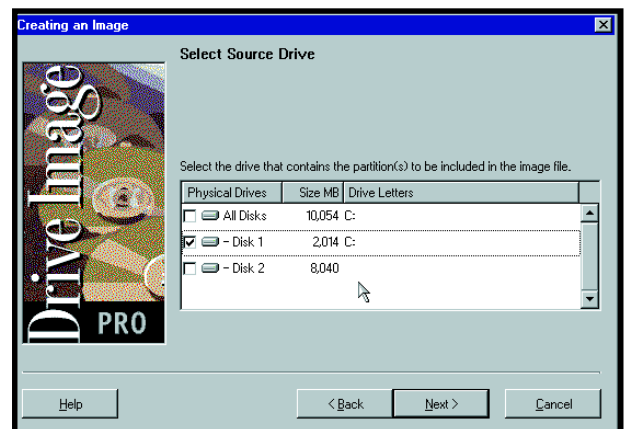 Creating an Image
Drive Image
PRO
Select Source Drive
Select the drive that contains the partition(s) to be included in the image file.
Physical Drives Size MB Drive Letters
All Disks 10,054 C:
- Disk 1 2,014 C:
- Disk 2 8,040
Help < Back Next > Cancel